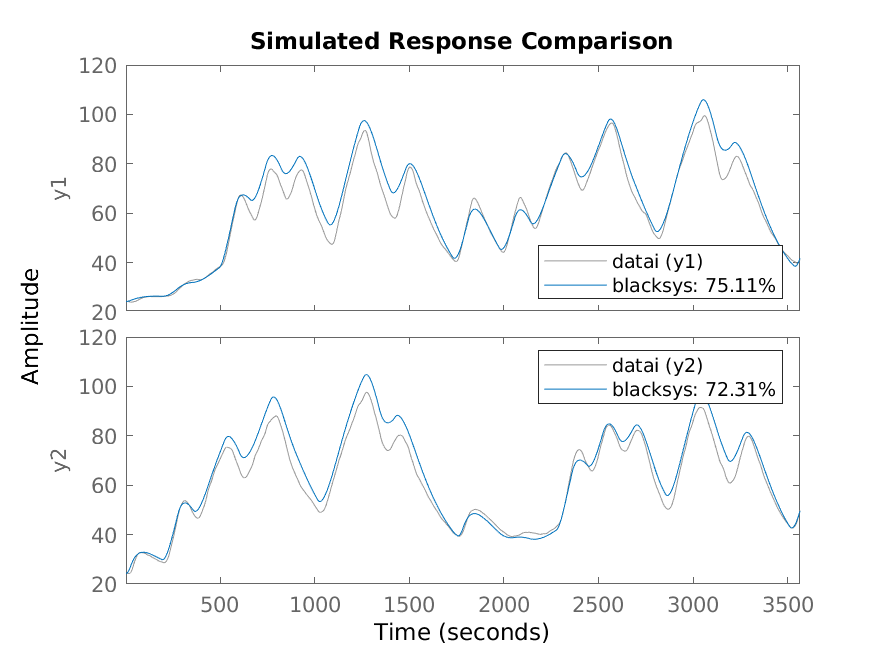 Simulated Response Comparison
120
100
80
60
40
20
y1
datai (y1)
blacksys: 75.11%
Amplitude
120
100
80
60
40
20
y2
datai (y2)
blacksys: 72.31%
500 1000 1500 2000 2500 3000 3500
Time (seconds)